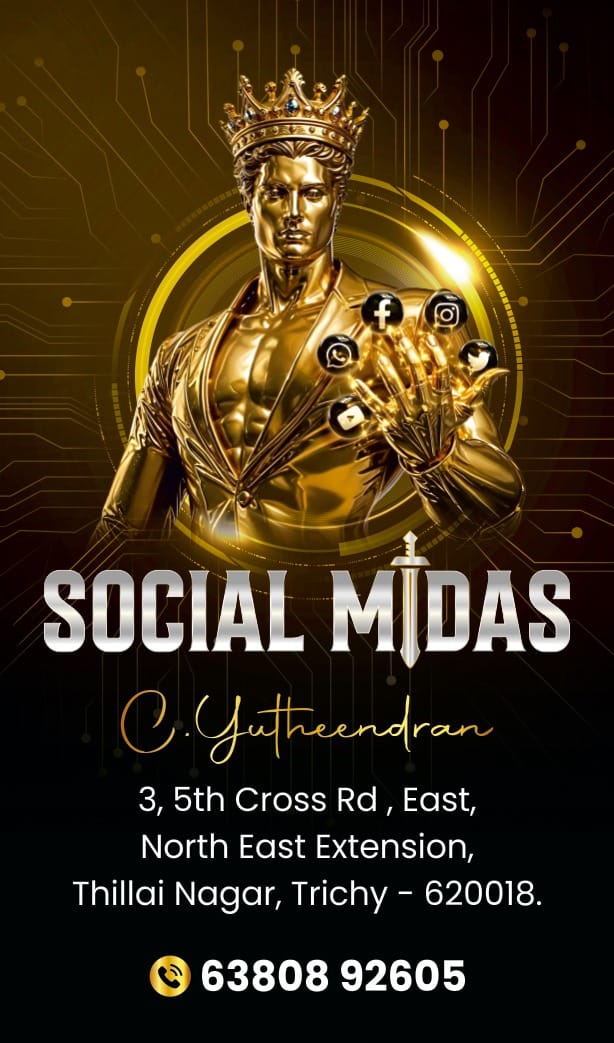 SOCIAL MIDAS
C.Yutheendran
3, 5th Cross Rd , East,
North East Extension,
Thillai Nagar, Trichy - 620018.
63808 92605